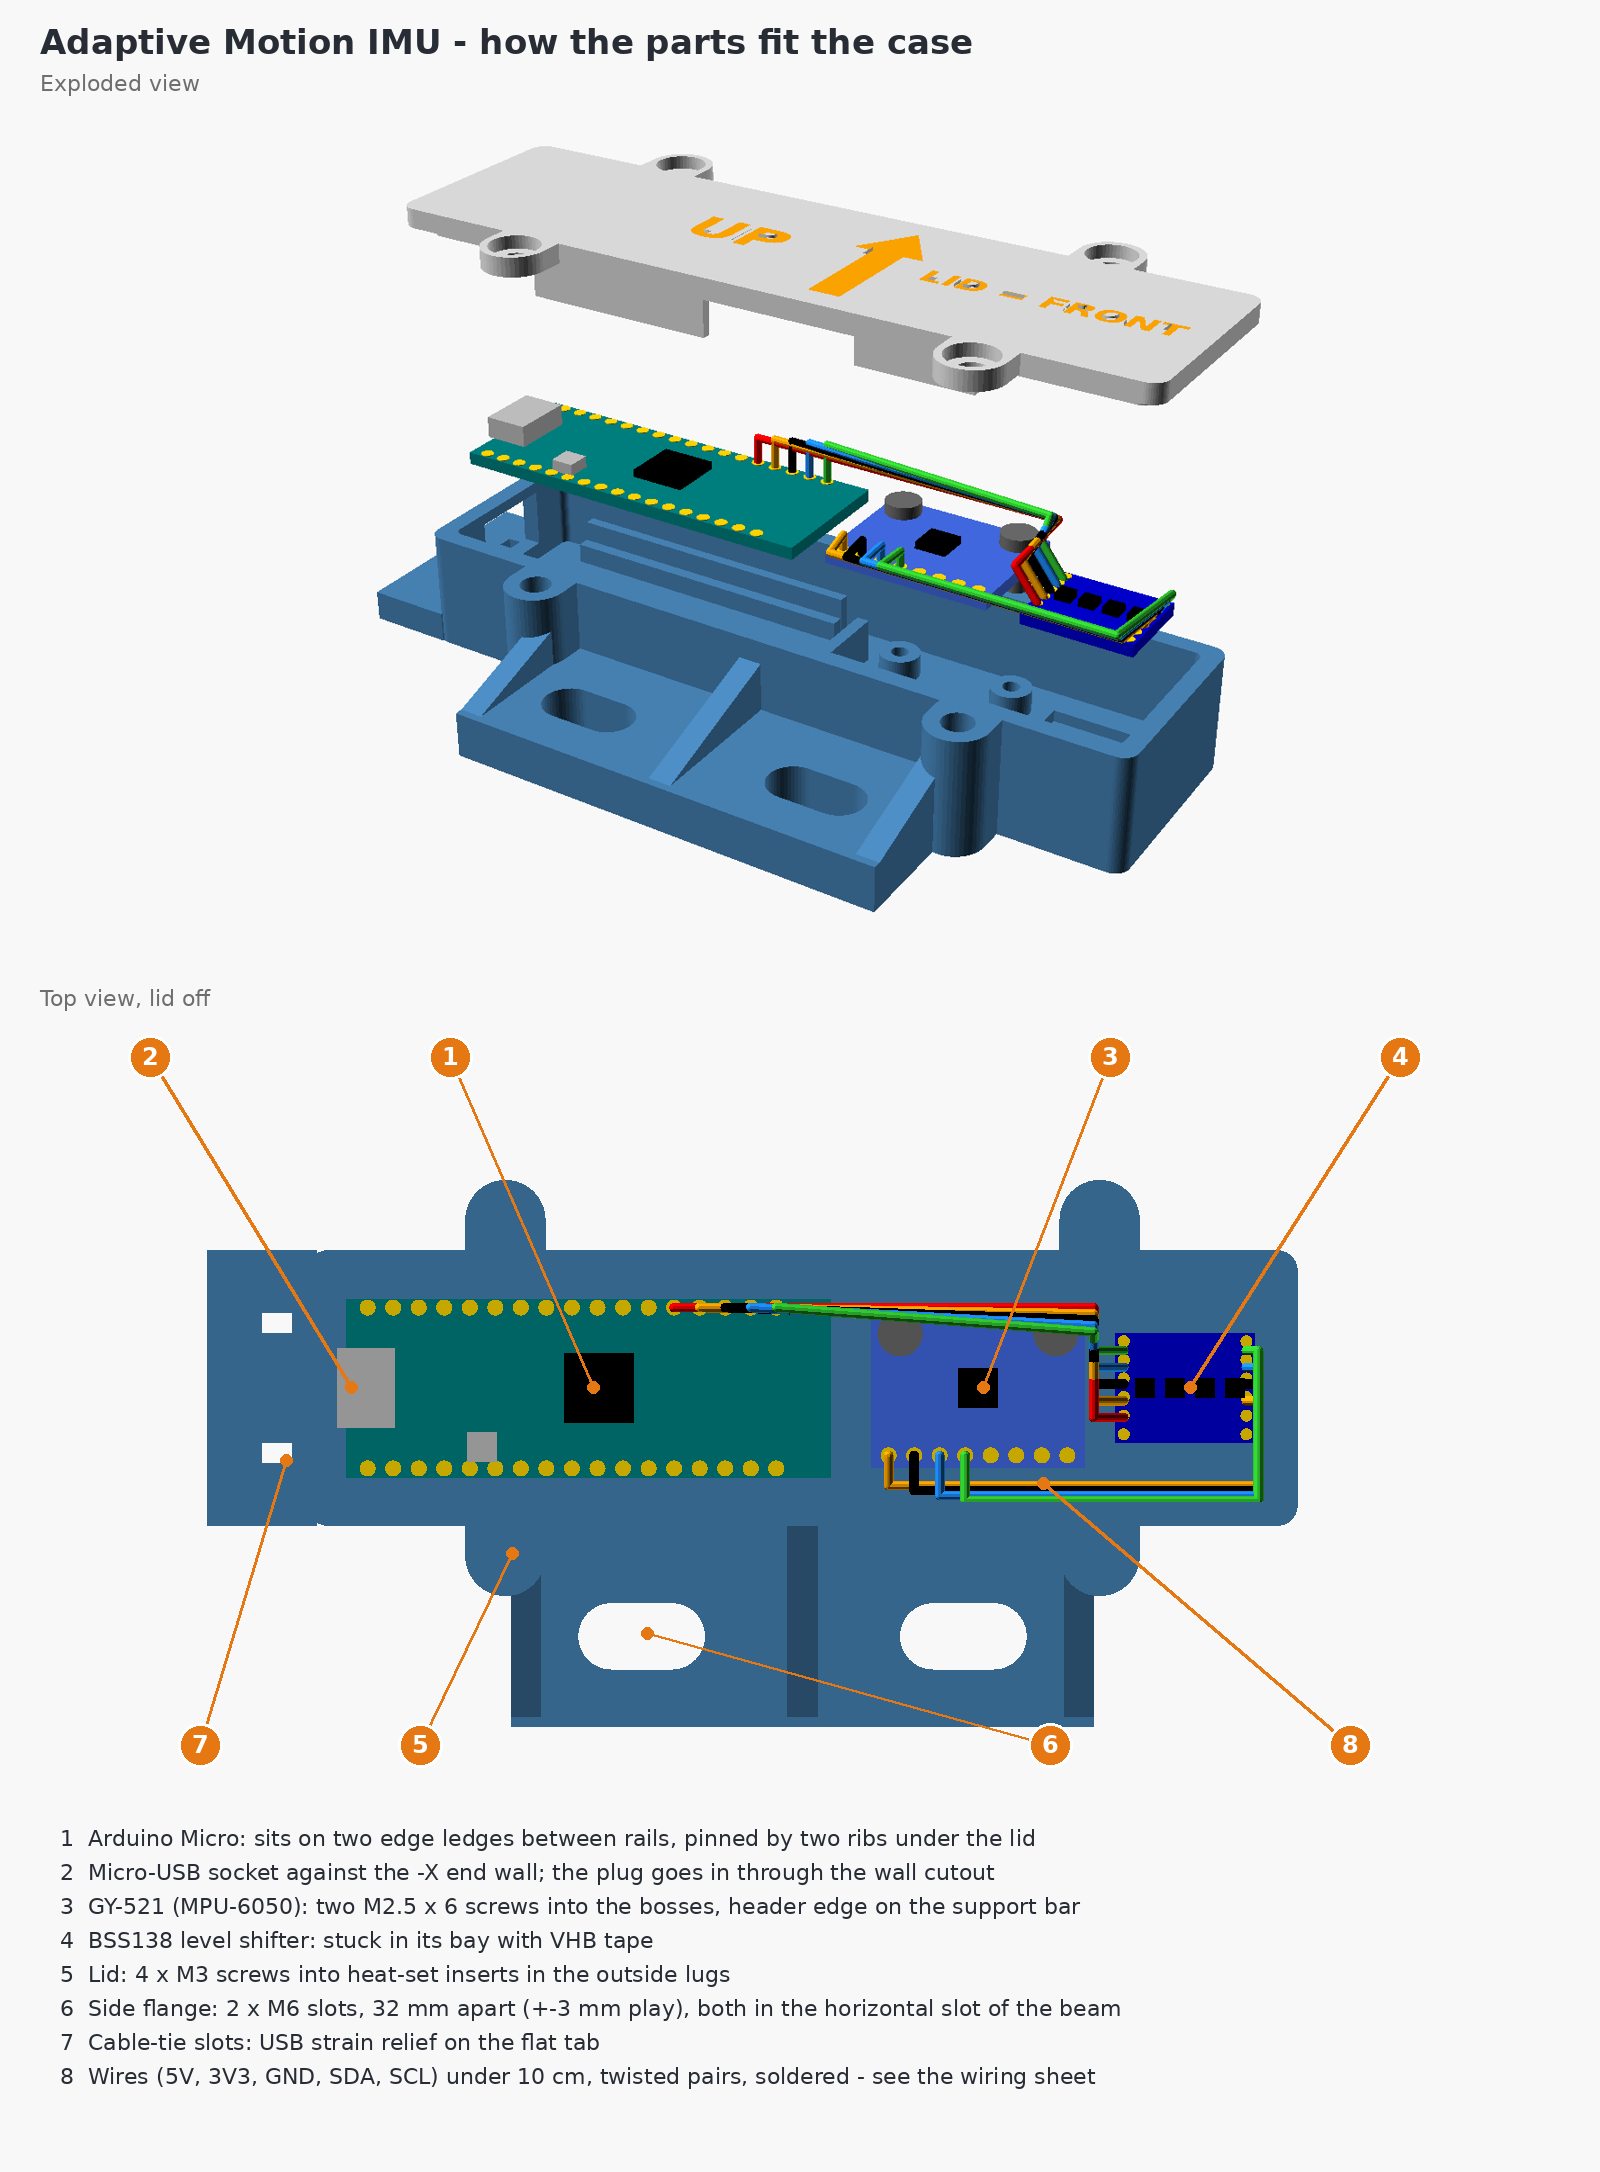 Adaptive Motion IMU - how the parts fit the case
Exploded view
UP
LID - FRONT
Top view, lid off
2
1
3
4
7
5
6
8
1 Arduino Micro: sits on two edge ledges between rails, pinned by two ribs under the lid
2 Micro-USB socket against the -X end wall; the plug goes in through the wall cutout
3 GY-521 (MPU-6050): two M2.5 x 6 screws into the bosses, header edge on the support bar
4 BSS138 level shifter: stuck in its bay with VHB tape
5 Lid: 4 x M3 screws into heat-set inserts in the outside lugs
6 Side flange: 2 x M6 slots, 32 mm apart (+-3 mm play), both in the horizontal slot of the beam
7 Cable-tie slots: USB strain relief on the flat tab
8 Wires (5V, 3V3, GND, SDA, SCL) under 10 cm, twisted pairs, soldered - see the wiring sheet